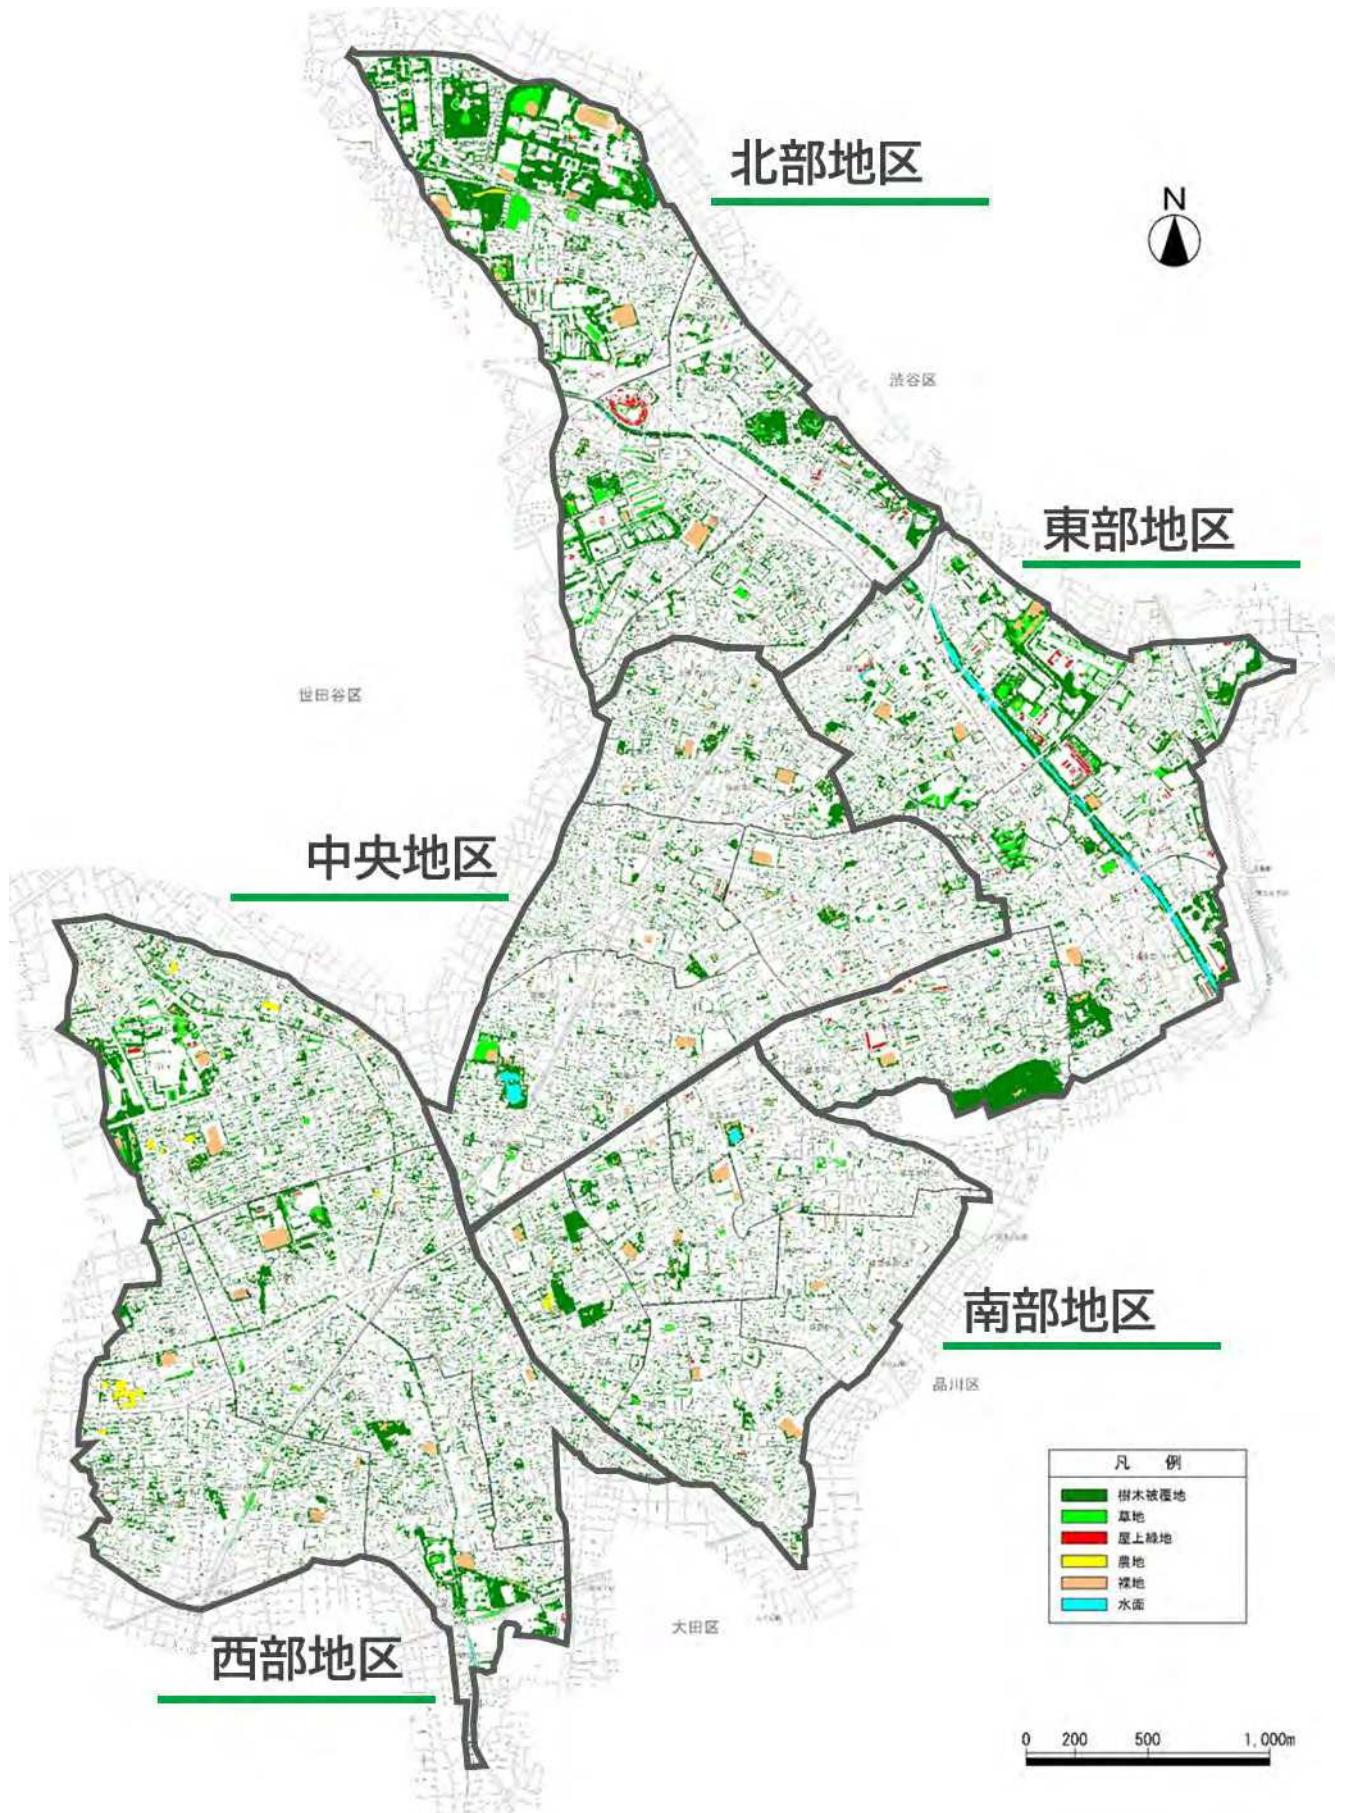 北部地区
N
渋谷区
東部地区
世田谷区
中央地区
南部地区
品川区
凡 例
樹木被覆地
草地
屋上緑地
農地
裸地
水面
大田区
西部地区
0 200 500 1,000m